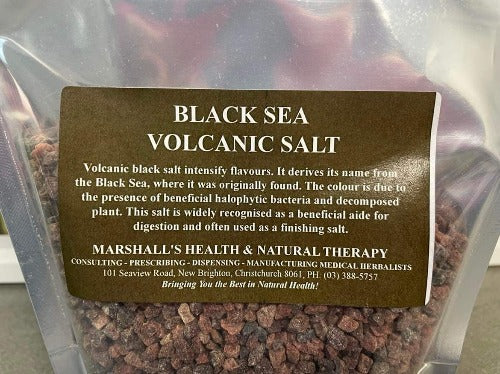 BLACK SEA
VOLCANIC SALT
Volcanic black salt intensify flavours. It derives its name from
the Black Sea, where it was originally found. The colour is due to
the presence of beneficial halophytic bacteria and decomposed
plant. This salt is widely recognised as a beneficial aide for
digestion and often used as a finishing salt.
MARSHALL'S HEALTH & NATURAL THERAPY
CONSULTING - PRESCRIBING - DISPENSING - MANUFACTURING MEDICAL HERBALISTS
101 Seaview Road, New Brighton, Christchurch 8061, PH: (03) 388-5757
Bringing You the Best in Natural Health!